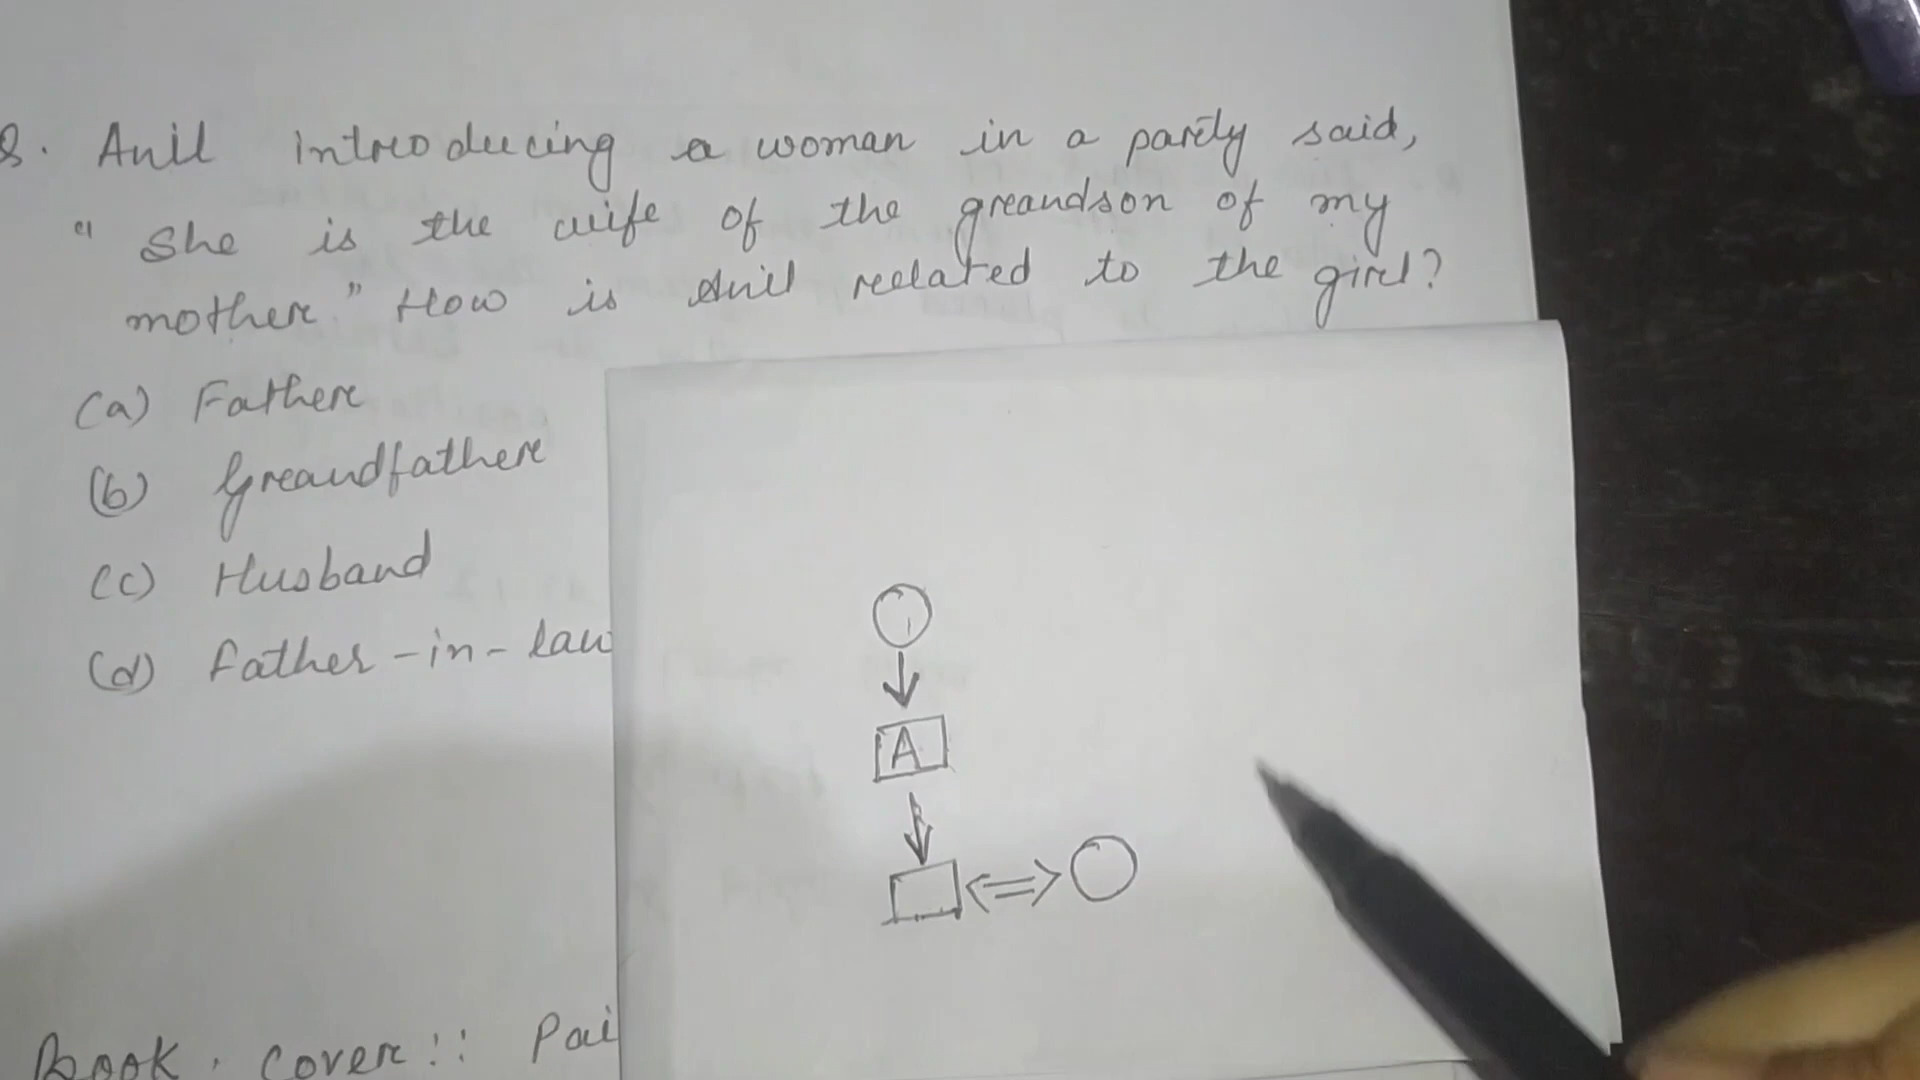 Q. Anil introducing a woman in a party said,
" She is the wife of the grandson of my
mother." How is Anil related to the girl?
(a) Father
(b) Grandfather
(c) Husband
(d) Father-in-law
A
Book : Cover :: Pai